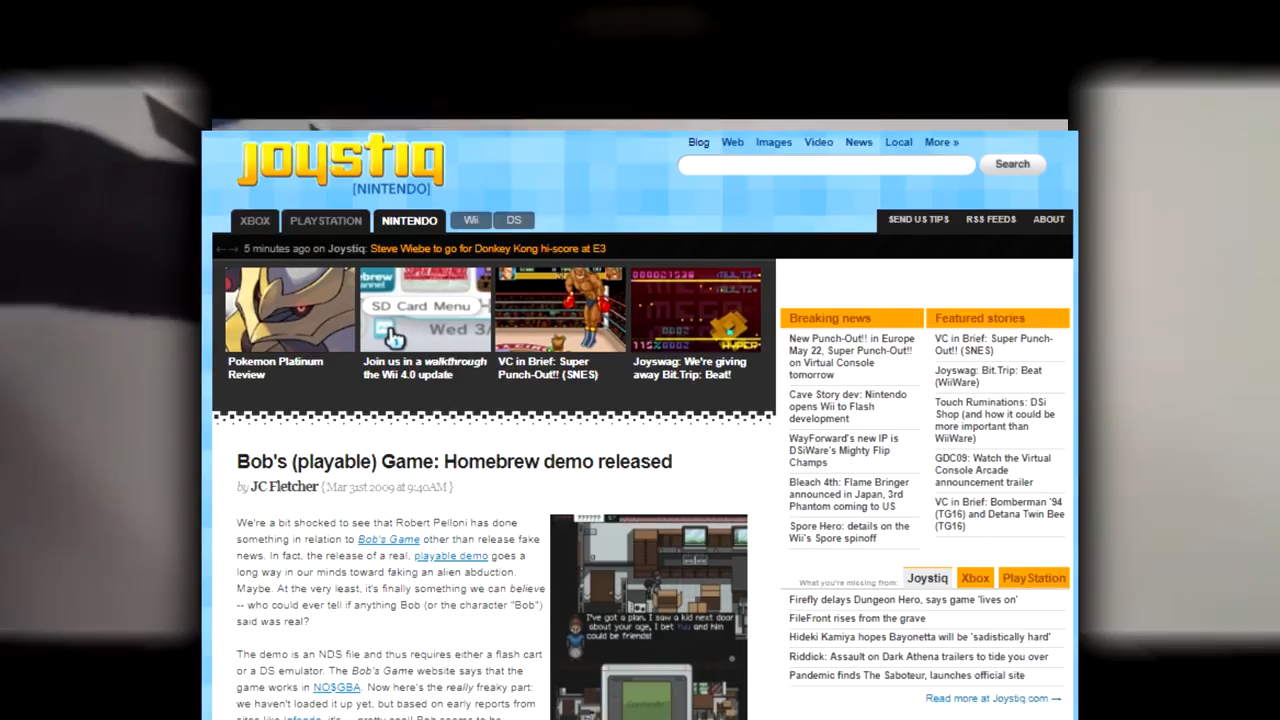 joystiq
[NINTENDO]
Blog Web Images Video News Local More »
Search
XBOX PLAYSTATION NINTENDO Wii DS
SEND US TIPS RSS FEEDS ABOUT
←→ 5 minutes ago on Joystiq: Steve Wiebe to go for Donkey Kong hi-score at E3
SD Card Menu
Wed 3/
Pokemon Platinum
Review
Join us in a walkthrough
the Wii 4.0 update
VC in Brief: Super
Punch-Out!! (SNES)
Joyswag: We're giving
away Bit.Trip: Beat!
Breaking news
New Punch-Out!! in Europe
May 22, Super Punch-Out!!
on Virtual Console
tomorrow
Cave Story dev: Nintendo
opens Wii to Flash
development
WayForward's new IP is
DSiWare's Mighty Flip
Champs
Bleach 4th: Flame Bringer
announced in Japan, 3rd
Phantom coming to US
Spore Hero: details on the
Wii's Spore spinoff
Featured stories
VC in Brief: Super Punch-
Out!! (SNES)
Joyswag: Bit.Trip: Beat
(WiiWare)
Touch Ruminations: DSi
Shop (and how it could be
more important than
WiiWare)
GDC09: Watch the Virtual
Console Arcade
announcement trailer
VC in Brief: Bomberman '94
(TG16) and Detana Twin Bee
(TG16)
Bob's (playable) Game: Homebrew demo released
by JC Fletcher { Mar 31st 2009 at 9:40AM }
We're a bit shocked to see that Robert Pelloni has done
something in relation to Bob's Game other than release fake
news. In fact, the release of a real, playable demo goes a
long way in our minds toward faking an alien abduction.
Maybe. At the very least, it's finally something we can believe
-- who could ever tell if anything Bob (or the character "Bob")
said was real?
The demo is an NDS file and thus requires either a flash cart
or a DS emulator. The Bob's Game website says that the
game works in NO$GBA. Now here's the really freaky part:
we haven't loaded it up yet, but based on early reports from
I've got a plan. I saw a kid next door
about your age, I bet Yuu and him
could be friends!
What you're missing from: Joystiq Xbox PlayStation
Firefly delays Dungeon Hero, says game 'lives on'
FileFront rises from the grave
Hideki Kamiya hopes Bayonetta will be 'sadistically hard'
Riddick: Assault on Dark Athena trailers to tide you over
Pandemic finds The Saboteur, launches official site
Read more at Joystiq.com →